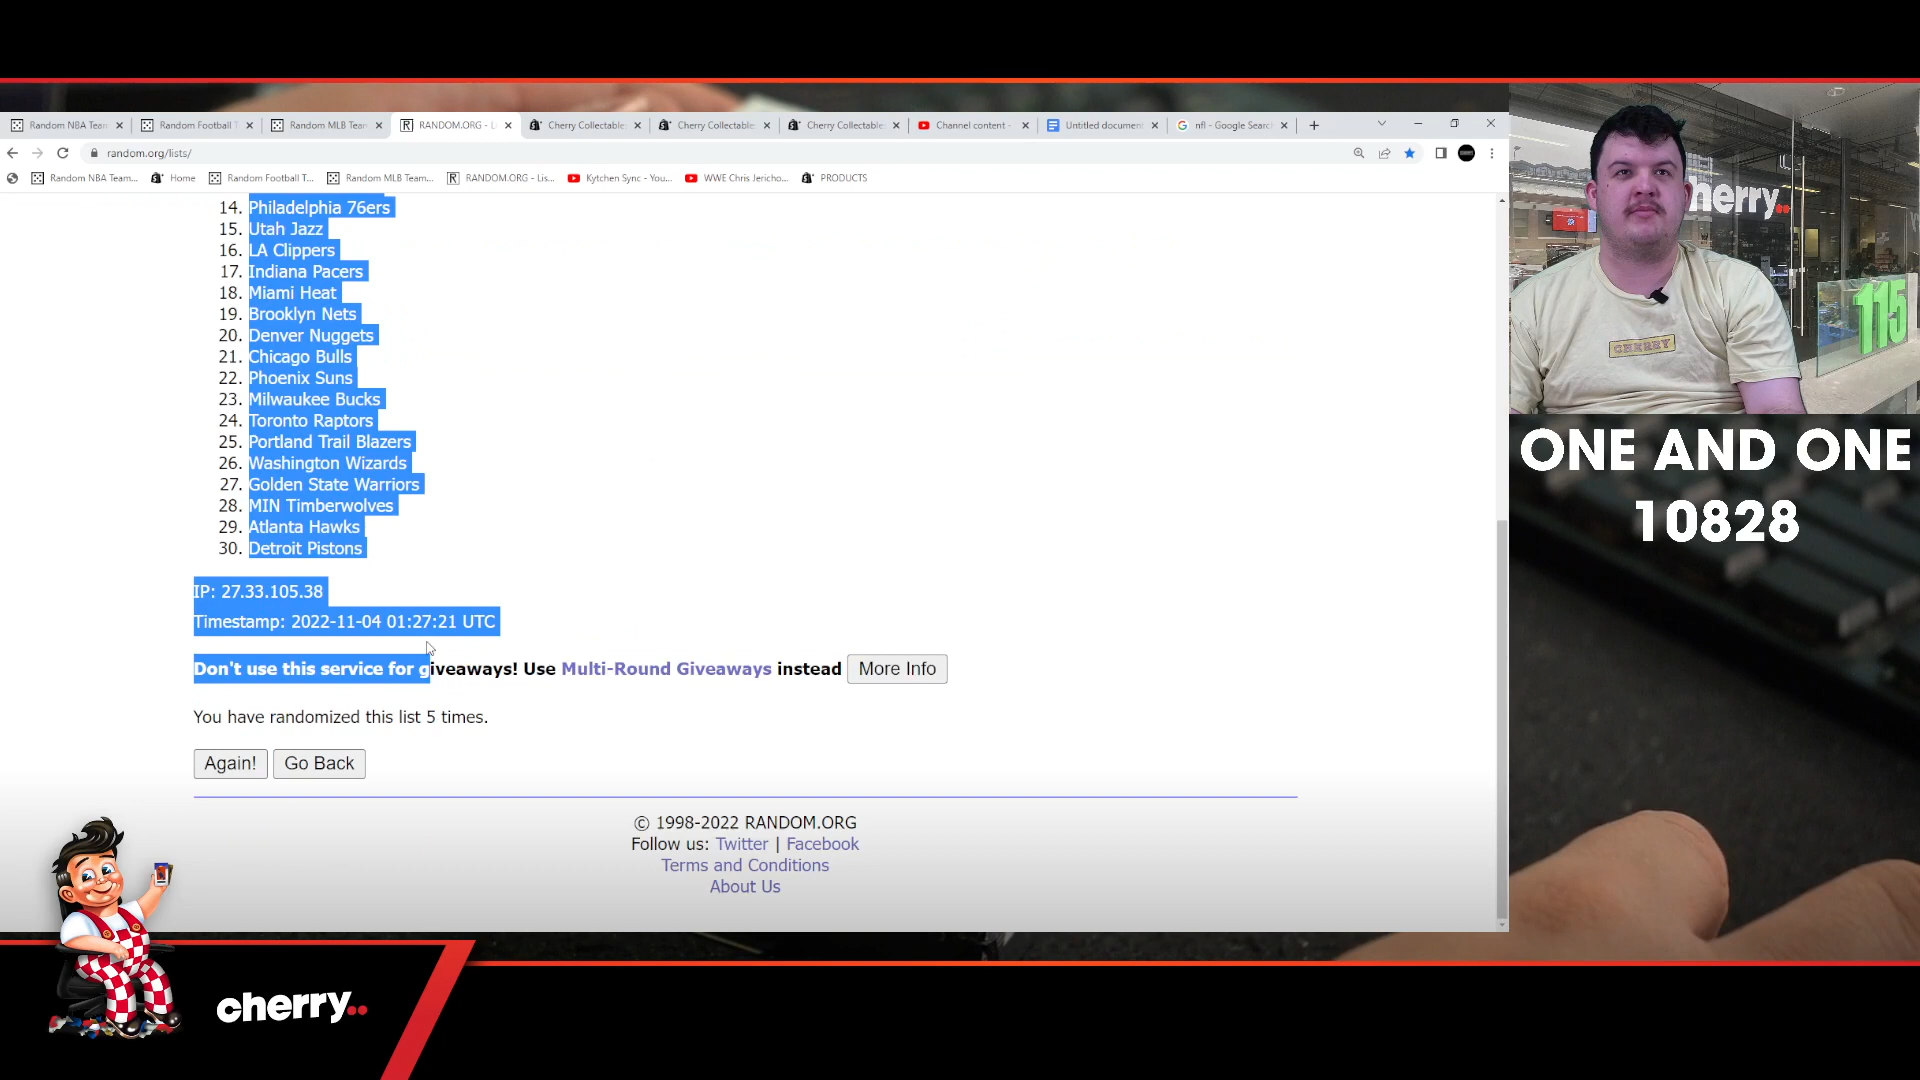 Random NBA Team
Random Football T
Random MLB Team
RANDOM.ORG - L
Cherry Collectable
Cherry Collectable
Cherry Collectable
Channel content -
Untitled document
nfl - Google Search
random.org/lists/
Random NBA Team...
Home
Random Football T...
Random MLB Team...
RANDOM.ORG - Lis...
Kytchen Sync - You...
WWE Chris Jericho...
PRODUCTS
14. Philadelphia 76ers
15. Utah Jazz
16. LA Clippers
17. Indiana Pacers
18. Miami Heat
19. Brooklyn Nets
20. Denver Nuggets
21. Chicago Bulls
22. Phoenix Suns
23. Milwaukee Bucks
24. Toronto Raptors
25. Portland Trail Blazers
26. Washington Wizards
27. Golden State Warriors
28. MIN Timberwolves
29. Atlanta Hawks
30. Detroit Pistons
IP: 27.33.105.38
Timestamp: 2022-11-04 01:27:21 UTC
Don't use this service for giveaways! Use Multi-Round Giveaways instead More Info
You have randomized this list 5 times.
Again! Go Back
© 1998-2022 RANDOM.ORG
Follow us: Twitter | Facebook
Terms and Conditions
About Us
herry..
115
CHERRY
ONE AND ONE
10828
cherry..